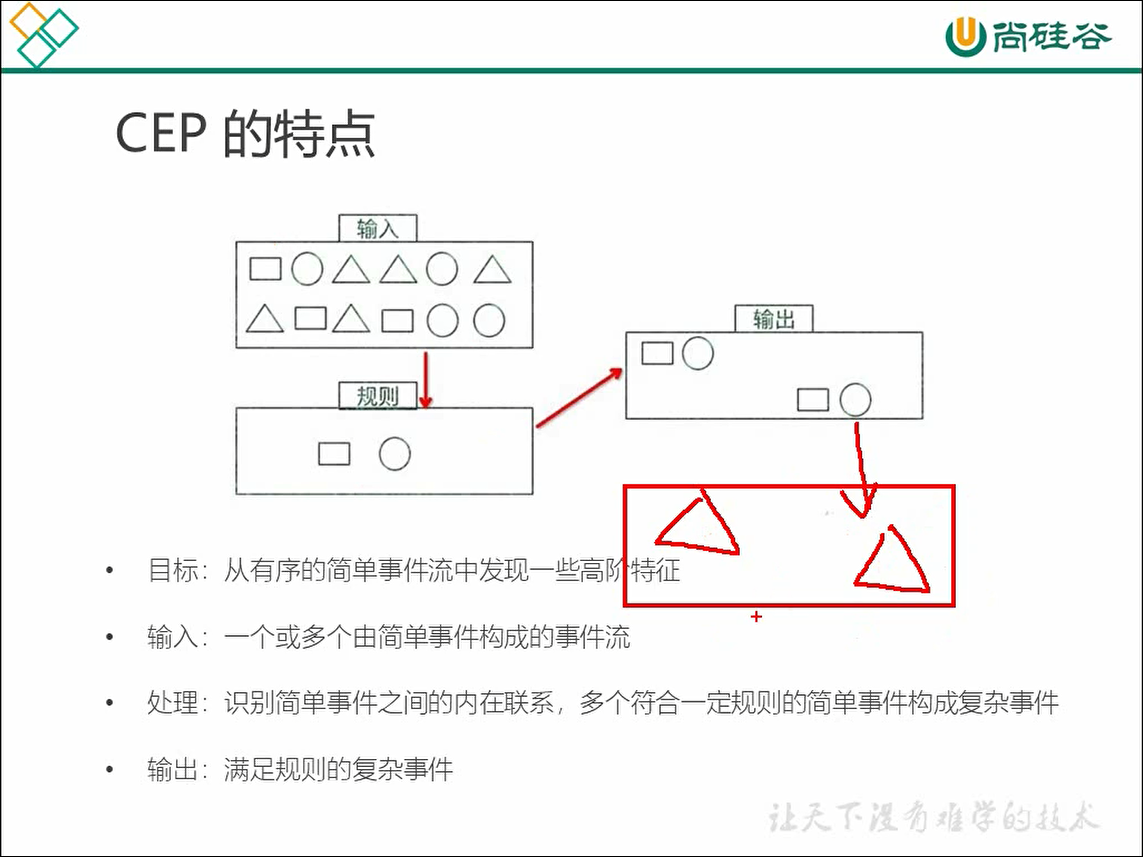 尚硅谷
CEP 的特点
输入
输出
规则
• 目标：从有序的简单事件流中发现一些高阶特征
• 输入：一个或多个由简单事件构成的事件流
• 处理：识别简单事件之间的内在联系，多个符合一定规则的简单事件构成复杂事件
• 输出：满足规则的复杂事件
让天下没有难学的技术